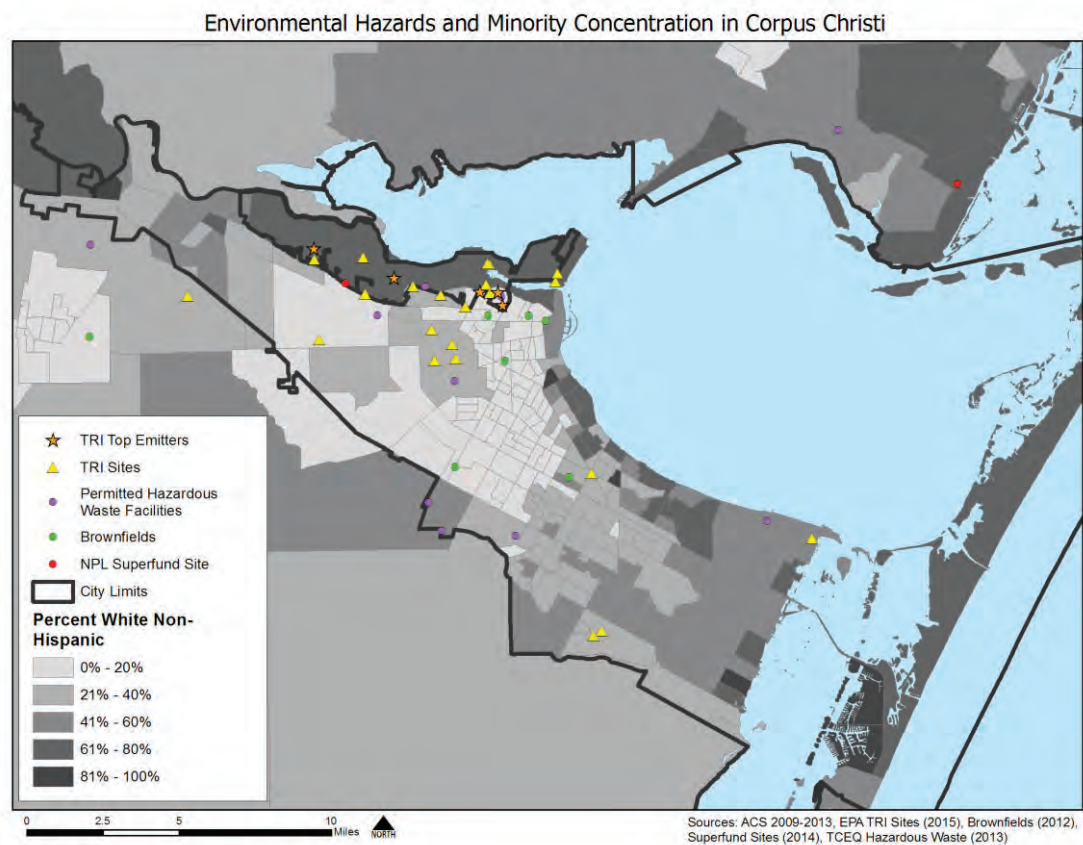 Environmental Hazards and Minority Concentration in Corpus Christi
TRI Top Emitters
TRI Sites
Permitted Hazardous
Waste Facilities
Brownfields
NPL Superfund Site
City Limits
Percent White Non-
Hispanic
0% - 20%
21% - 40%
41% - 60%
61% - 80%
81% - 100%
0 2.5 5 10
Miles
NORTH
Sources: ACS 2009-2013, EPA TRI Sites (2015), Brownfields (2012),
Superfund Sites (2014), TCEQ Hazardous Waste (2013)